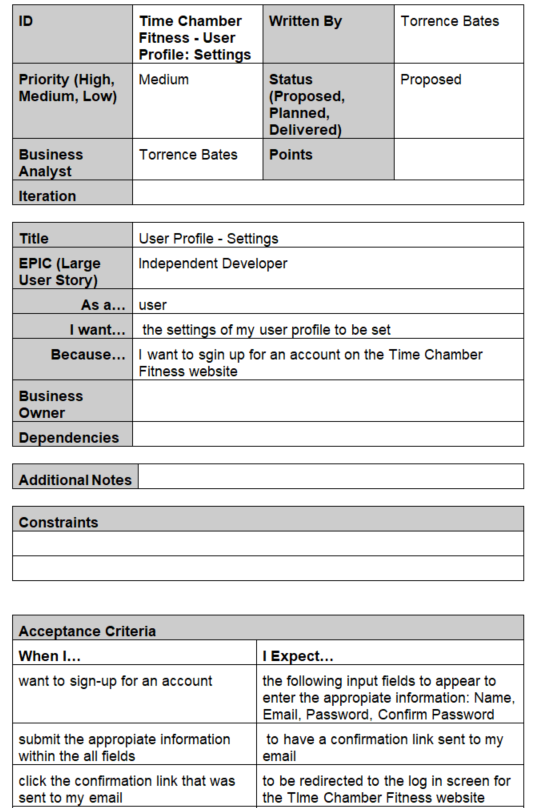 ID Time Chamber Written By Torrence Bates
Fitness - User
Profile: Settings
Priority (High, Medium Status Proposed
Medium, Low) (Proposed,
Planned,
Delivered)
Business Torrence Bates Points
Analyst
Iteration
Title User Profile - Settings
EPIC (Large Independent Developer
User Story)
As a... user
I want... the settings of my user profile to be set
Because... I want to sgin up for an account on the Time Chamber
Fitness website
Business
Owner
Dependencies
Additional Notes
Constraints
Acceptance Criteria
When I... I Expect...
want to sign-up for an account the following input fields to appear to
enter the appropiate information: Name,
Email, Password, Confirm Password
submit the appropiate information to have a confirmation link sent to my
within the all fields email
click the confirmation link that was to be redirected to the log in screen for
sent to my email the TIme Chamber Fitness website